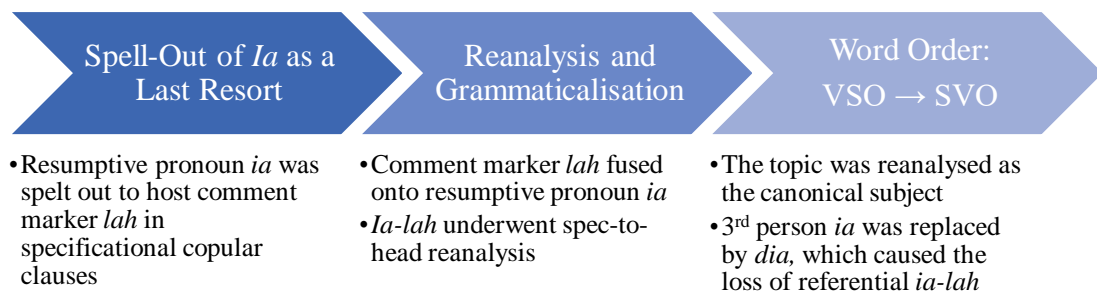 Spell-Out of Ia as a
Last Resort
•Resumptive pronoun ia was
spelt out to host comment
marker lah in
specificational copular
clauses
Reanalysis and
Grammaticalisation
•Comment marker lah fused
onto resumptive pronoun ia
•Ia-lah underwent spec-to-
head reanalysis
Word Order:
VSO → SVO
•The topic was reanalysed as
the canonical subject
•3rd person ia was replaced
by dia, which caused the
loss of referential ia-lah